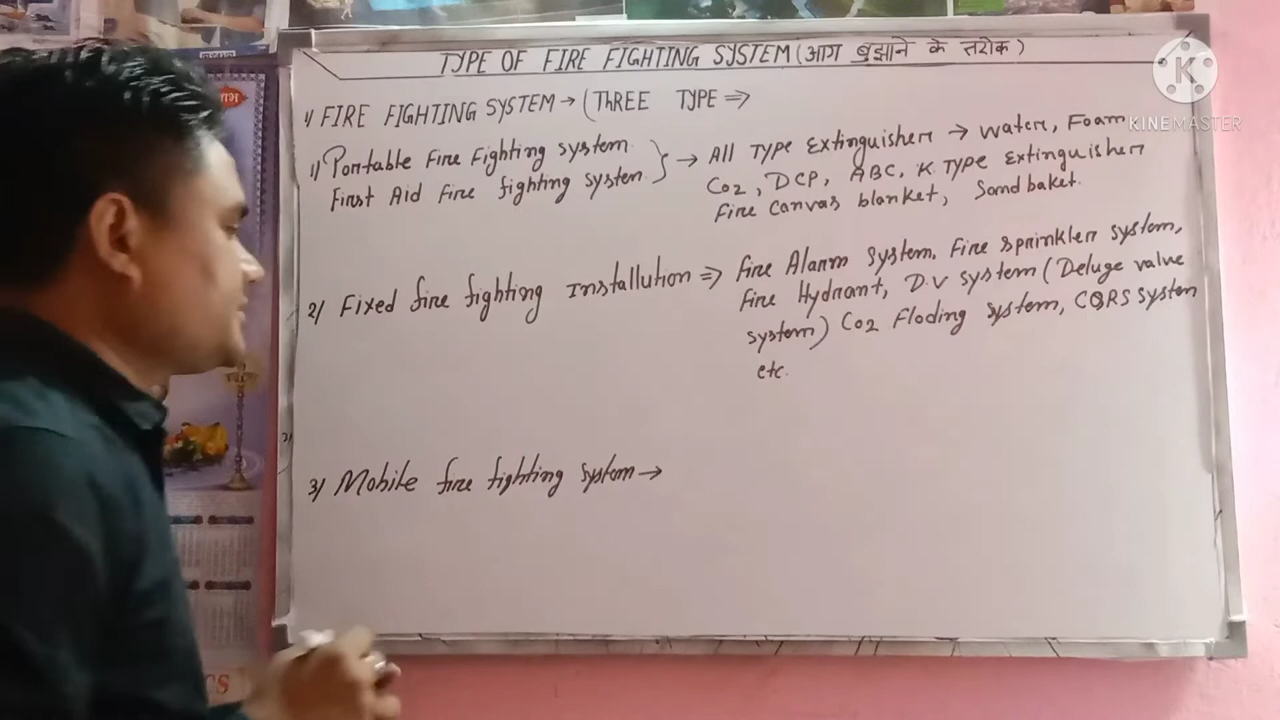 TYPE OF FIRE FIGHTING SYSTEM (आग बुझाने के तरीके)
1) FIRE FIGHTING SYSTEM → (THREE TYPE ⇒
1) Portable Fire Fighting system
First Aid fire fighting system } → All Type Extinguisher → Water, Foam
Co2, DCP, ABC, K Type Extinguisher
Fire Canvas blanket, Sand baket.
2) Fixed fire fighting Installution ⇒ Fire Alarm System. Fire sprinkler system,
Fire Hydrant, D.V system (Deluge valve
system) Co2 Floding system, CQRS System
etc.
3) Mobile fire fighting system →
KINEMASTER
K